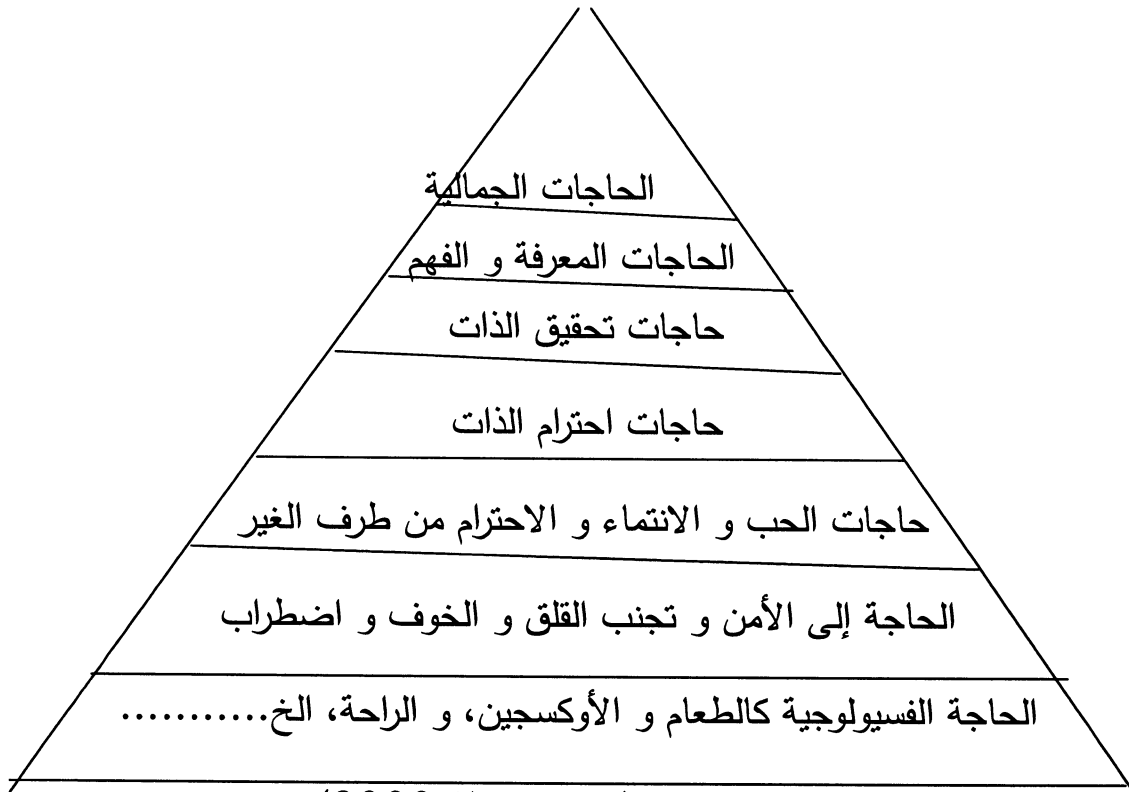 الحاجات الجمالية
الحاجات المعرفة و الفهم
حاجات تحقيق الذات
حاجات احترام الذات
حاجات الحب و الانتماء و الاحترام من طرف الغير
الحاجة إلى الأمن و تجنب القلق و الخوف و اضطراب
الحاجة الفسيولوجية كالطعام و الأوكسجين، و الراحة، الخ...........